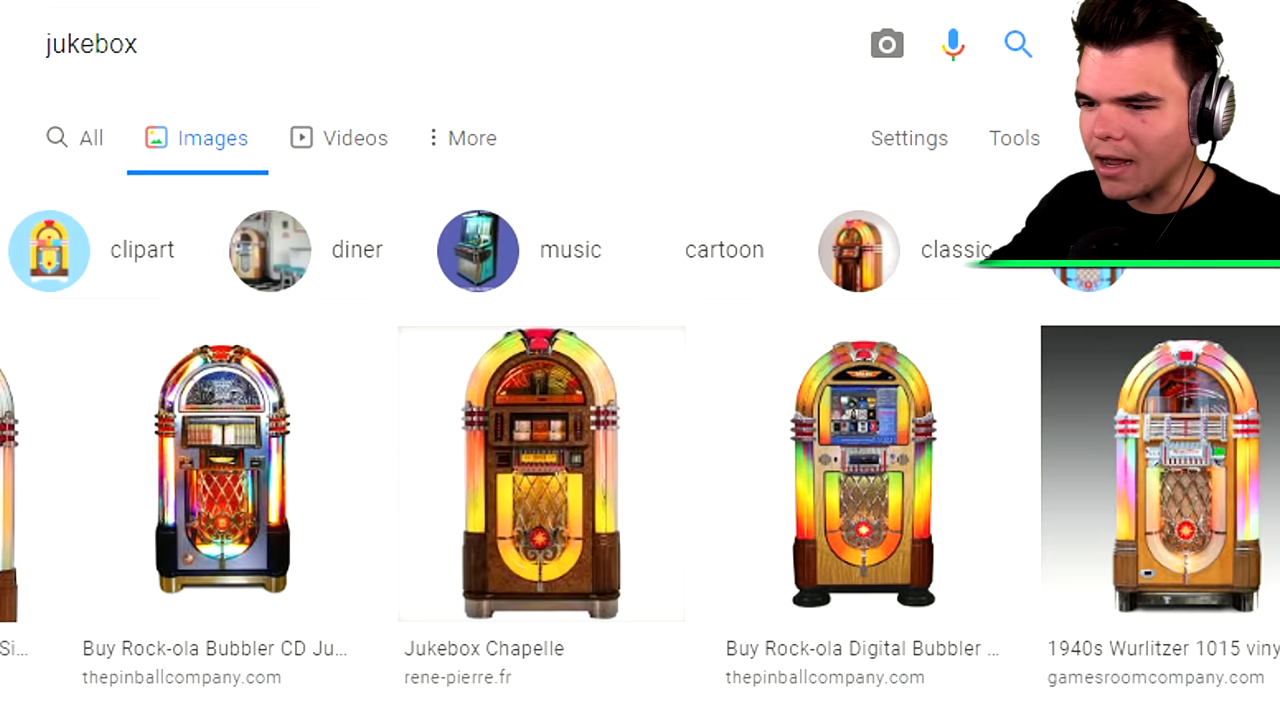 jukebox
All Images Videos More Settings Tools
clipart diner music cartoon classic
Si... Buy Rock-ola Bubbler CD Ju... Jukebox Chapelle Buy Rock-ola Digital Bubbler ... 1940s Wurlitzer 1015 viny
thepinballcompany.com rene-pierre.fr thepinballcompany.com gamesroomcompany.com